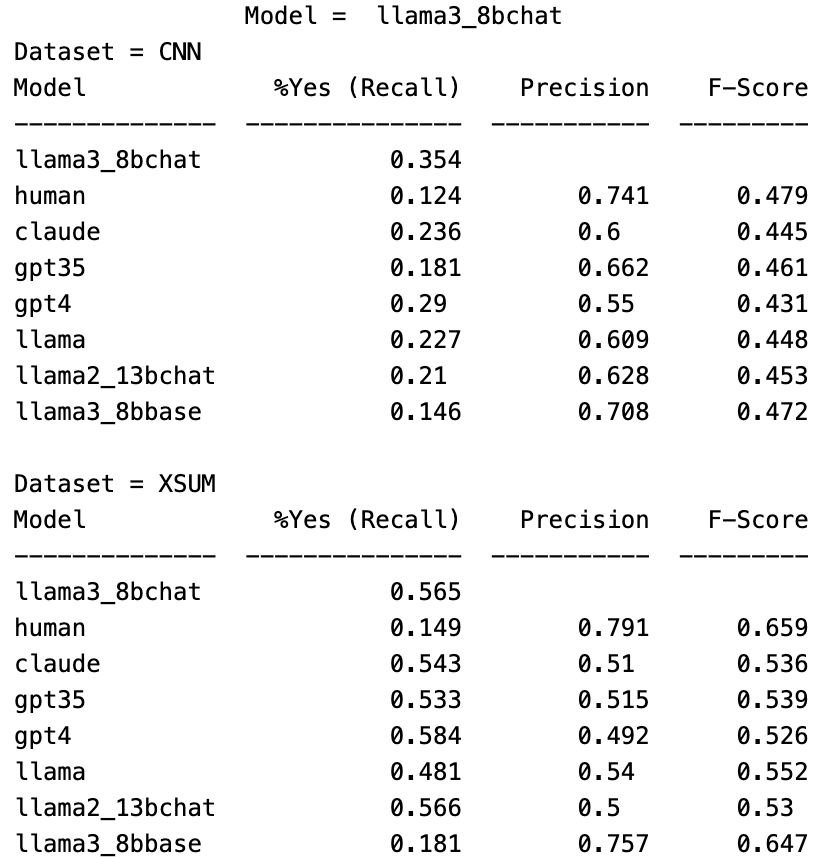 Model =  llama3_8bchat
Dataset = CNN
Model %Yes (Recall) Precision F-Score
-------------- --------------- ----------- ---------
llama3_8bchat 0.354
human 0.124 0.741 0.479
claude 0.236 0.6 0.445
gpt35 0.181 0.662 0.461
gpt4 0.29 0.55 0.431
llama 0.227 0.609 0.448
llama2_13bchat 0.21 0.628 0.453
llama3_8bbase 0.146 0.708 0.472
Dataset = XSUM
Model %Yes (Recall) Precision F-Score
-------------- --------------- ----------- ---------
llama3_8bchat 0.565
human 0.149 0.791 0.659
claude 0.543 0.51 0.536
gpt35 0.533 0.515 0.539
gpt4 0.584 0.492 0.526
llama 0.481 0.54 0.552
llama2_13bchat 0.566 0.5 0.53
llama3_8bbase 0.181 0.757 0.647